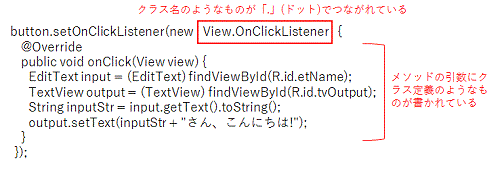 クラス名のようなものが「.」(ドット)でつながれている
button.setOnClickListener(new View.OnClickListener {
@Override
public void onClick(View view) {
EditText input = (EditText) findViewById(R.id.etName);
TextView output = (TextView) findViewById(R.id.tvOutput);
String inputStr = input.getText().toString();
output.setText(inputStr + "さん、こんにちは!");
}
});
メソッドの引数にク
ラス定義のようなも
のが書かれている